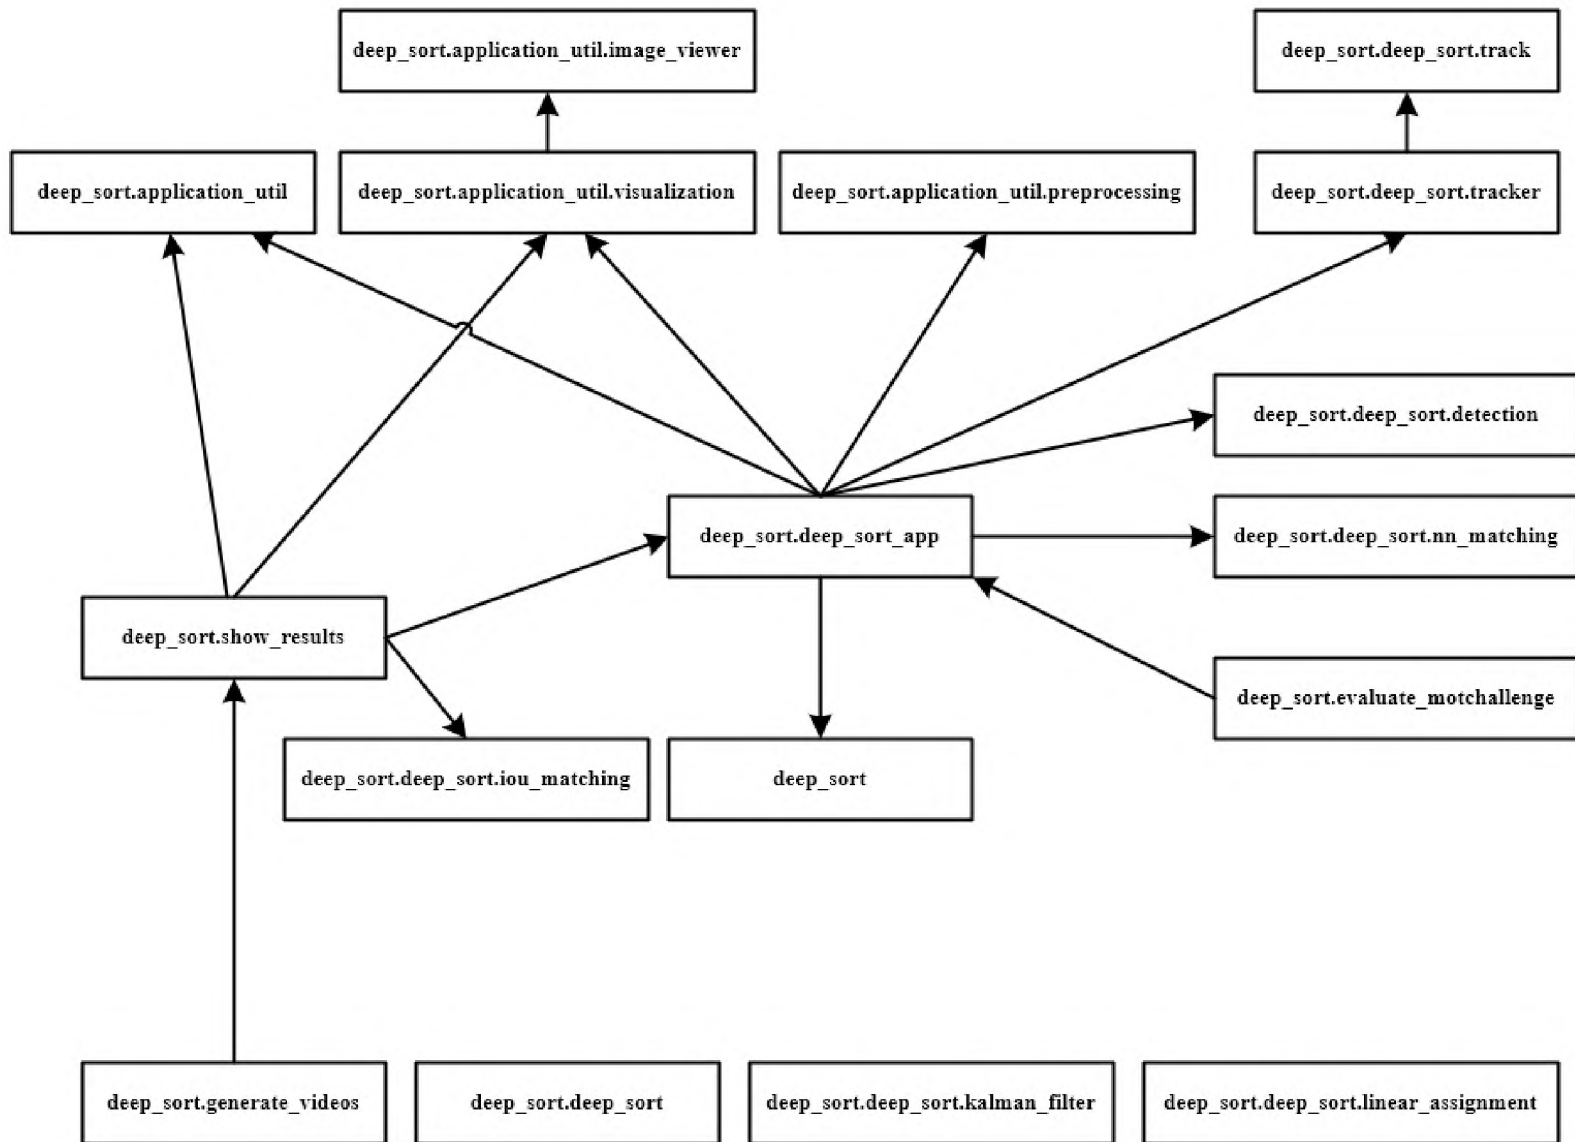 deep_sort.application_util.image_viewer
deep_sort.deep_sort.track
deep_sort.application_util
deep_sort.application_util.visualization
deep_sort.application_util.preprocessing
deep_sort.deep_sort.tracker
deep_sort.deep_sort.detection
deep_sort.deep_sort_app
deep_sort.deep_sort.nn_matching
deep_sort.show_results
deep_sort.evaluate_motchallenge
deep_sort.deep_sort.iou_matching
deep_sort
deep_sort.generate_videos
deep_sort.deep_sort
deep_sort.deep_sort.kalman_filter
deep_sort.deep_sort.linear_assignment